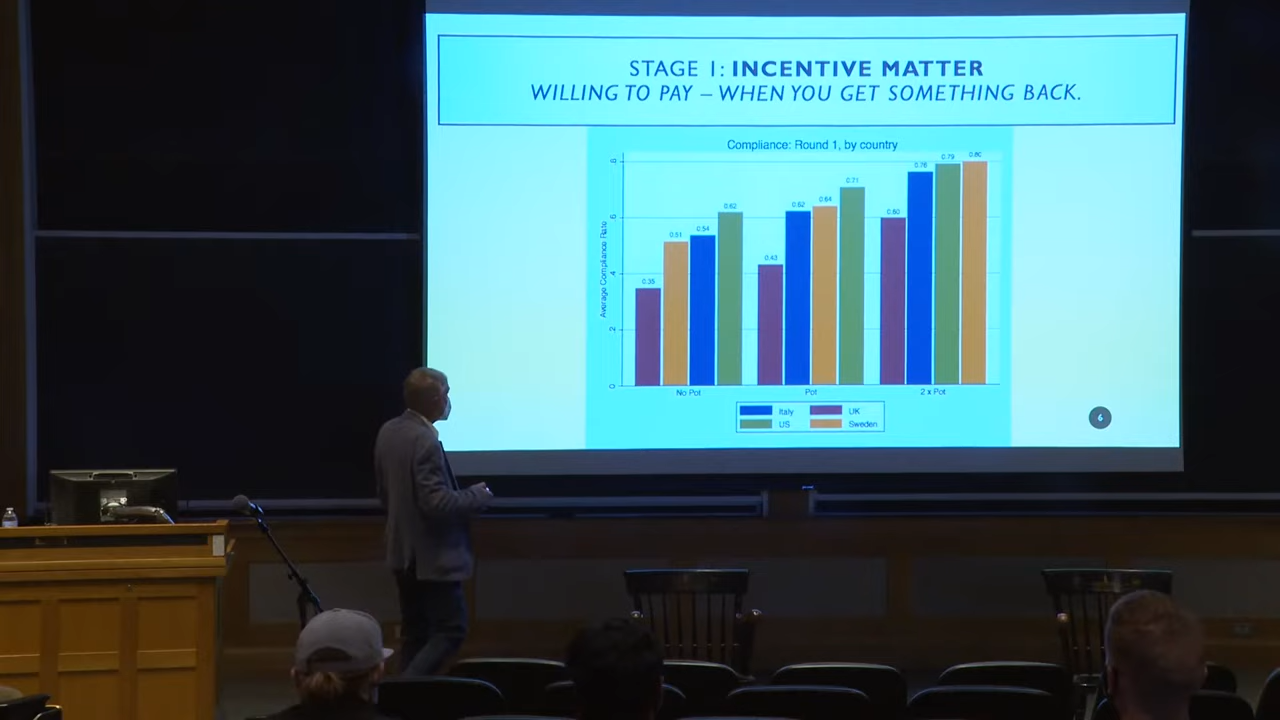 STAGE 1: INCENTIVE MATTER
WILLING TO PAY – WHEN YOU GET SOMETHING BACK.
Compliance: Round 1, by country
Average Compliance Rate
.8
.6
.4
.2
0
0.35
0.51
0.54
0.62
0.43
0.62
0.64
0.71
0.60
0.76
0.79
0.80
No Pot
Pot
2 x Pot
Italy
UK
US
Sweden
6